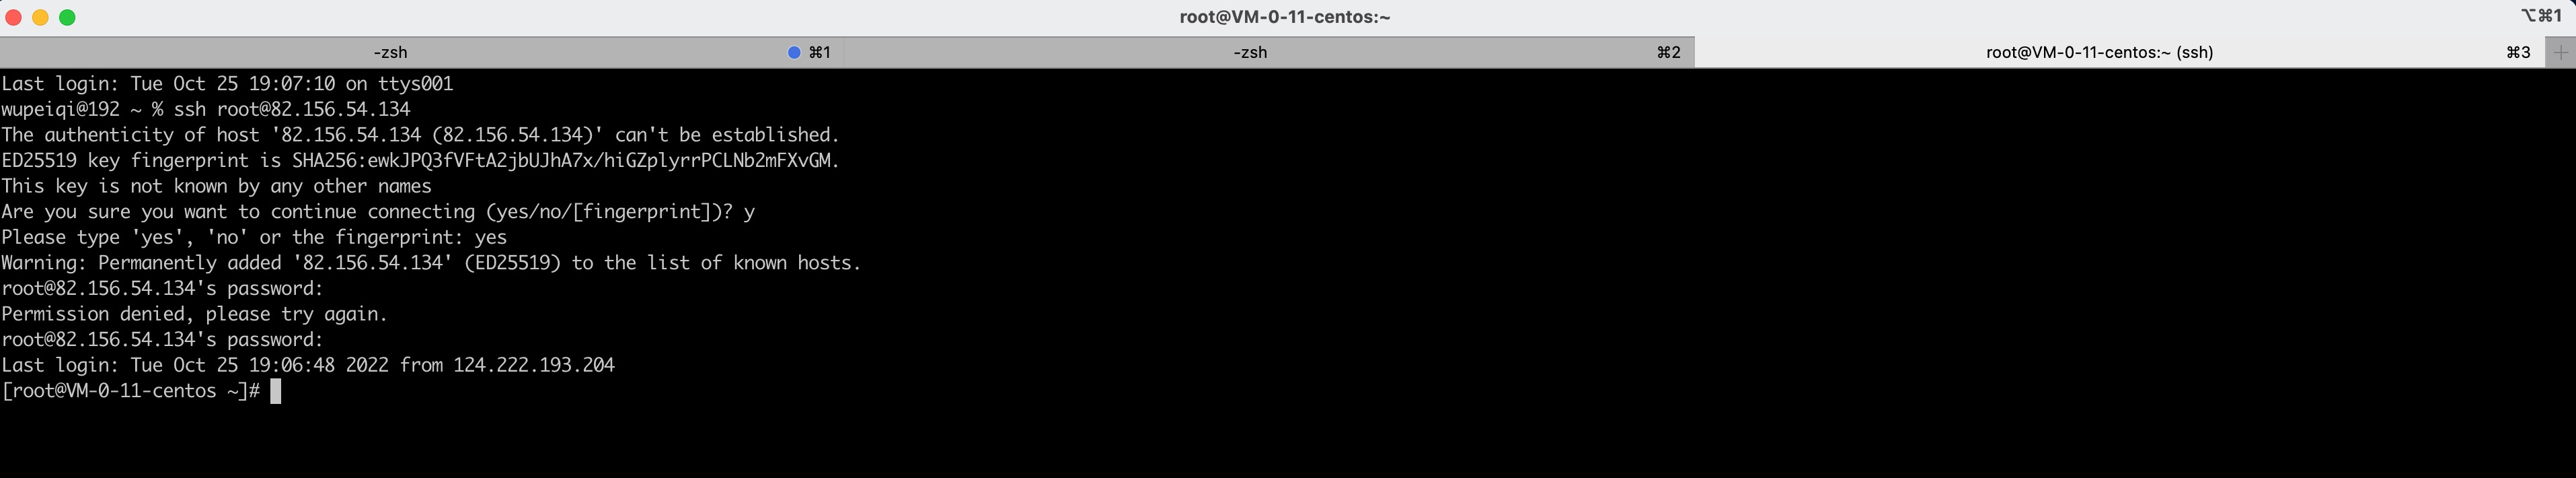 root@VM-0-11-centos:~
⌥⌘1
-zsh ⌘1
-zsh ⌘2
root@VM-0-11-centos:~ (ssh) ⌘3
Last login: Tue Oct 25 19:07:10 on ttys001
wupeiqi@192 ~ % ssh root@82.156.54.134
The authenticity of host '82.156.54.134 (82.156.54.134)' can't be established.
ED25519 key fingerprint is SHA256:ewkJPQ3fVFtA2jbUJhA7x/hiGZplyrrPCLNb2mFXvGM.
This key is not known by any other names
Are you sure you want to continue connecting (yes/no/[fingerprint])? y
Please type 'yes', 'no' or the fingerprint: yes
Warning: Permanently added '82.156.54.134' (ED25519) to the list of known hosts.
root@82.156.54.134's password:
Permission denied, please try again.
root@82.156.54.134's password:
Last login: Tue Oct 25 19:06:48 2022 from 124.222.193.204
[root@VM-0-11-centos ~]#